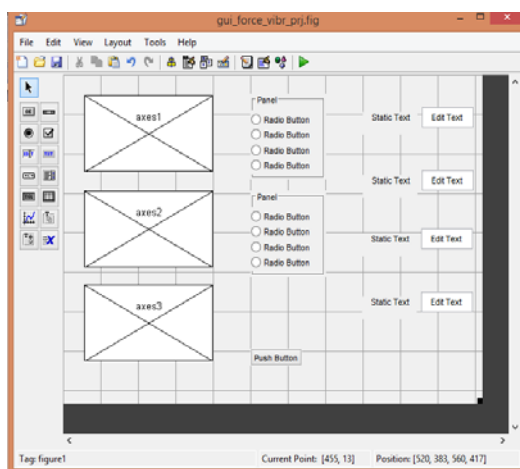 gui_force_vibr_prj.fig
File Edit View Layout Tools Help
axes1
Panel
Radio Button
Radio Button
Radio Button
Radio Button
Static Text Edit Text
Static Text Edit Text
axes2
Panel
Radio Button
Radio Button
Radio Button
Radio Button
Static Text Edit Text
axes3
Static Text Edit Text
Push Button
Tag: figure1 Current Point: [455, 13] Position: [520, 383, 560, 417]